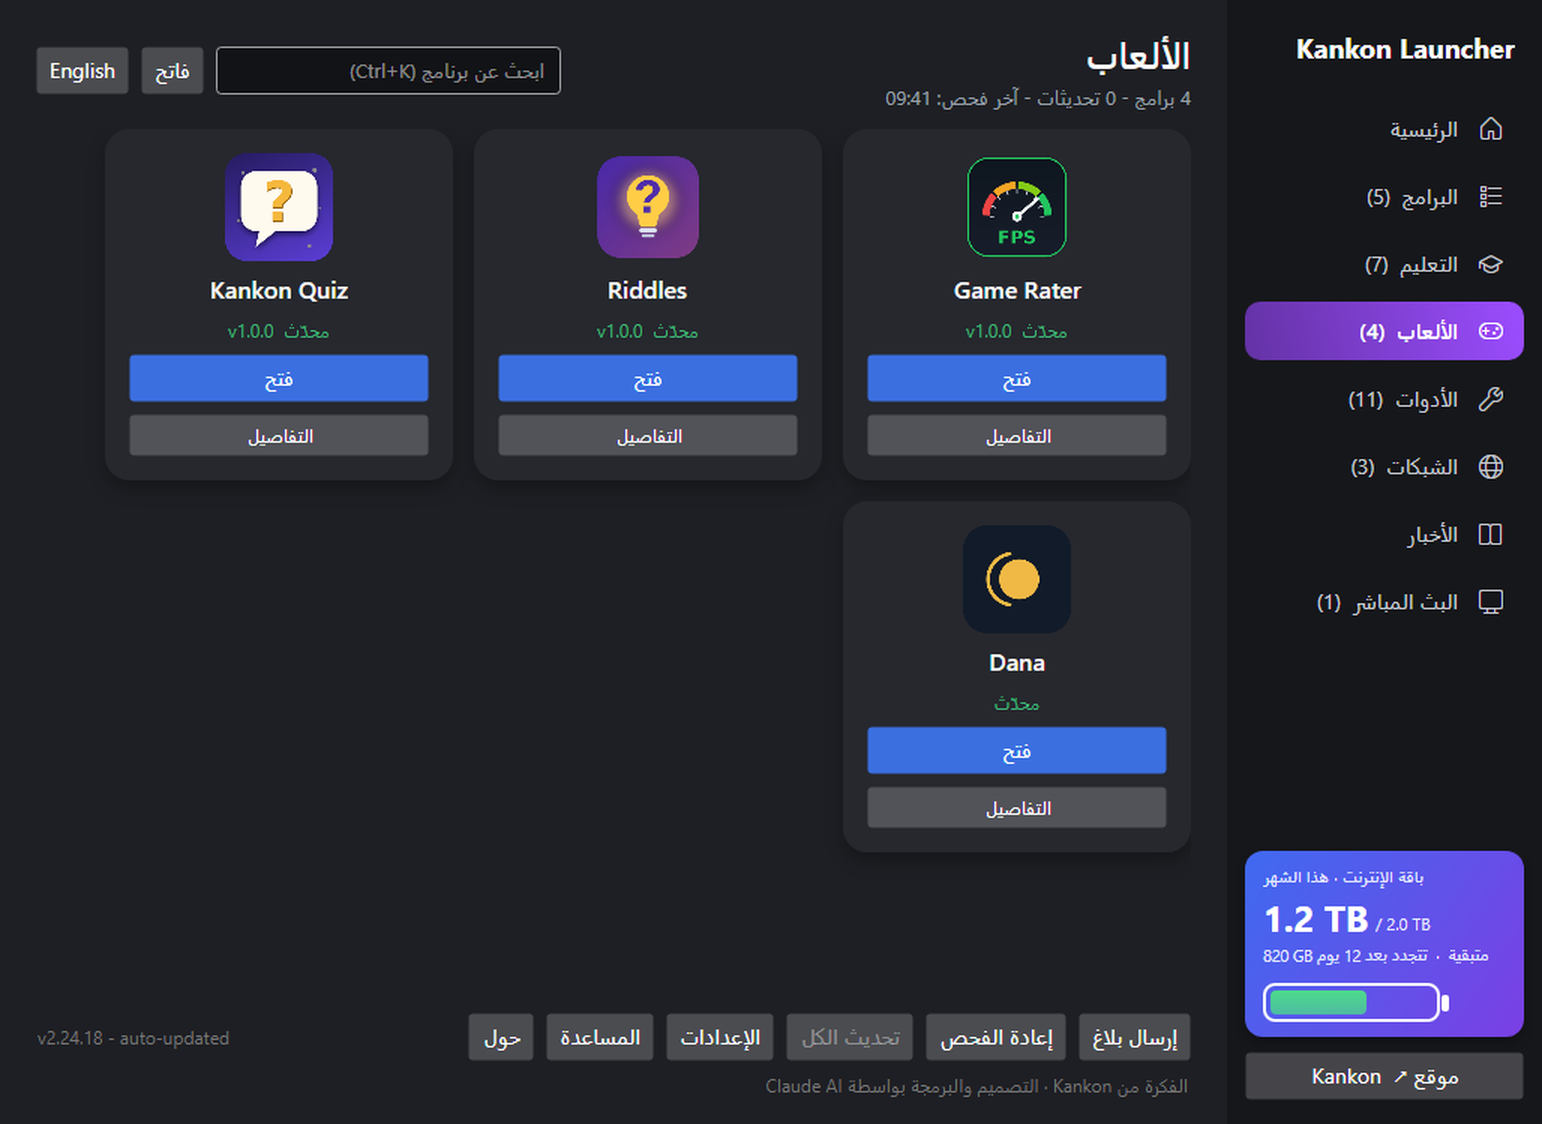 Kankon Launcher
الرئيسية
البرامج (5)
التعليم (7)
الألعاب (4)
الأدوات (11)
الشبكات (3)
الأخبار
البث المباشر (1)
باقة الإنترنت · هذا الشهر
1.2 TB / 2.0 TB
820 GB متبقية · تتجدد بعد 12 يوم
موقع Kankon ↗
الألعاب
4 برامج - 0 تحديثات - آخر فحص: 09:41
ابحث عن برنامج (Ctrl+K)
فاتح
English
FPS
Game Rater
محدّث v1.0.0
فتح
التفاصيل
?
Riddles
محدّث v1.0.0
فتح
التفاصيل
?
Kankon Quiz
محدّث v1.0.0
فتح
التفاصيل
Dana
محدّث
فتح
التفاصيل
إرسال بلاغ
إعادة الفحص
تحديث الكل
الإعدادات
المساعدة
حول
v2.24.18 - auto-updated
الفكرة من Kankon · التصميم والبرمجة بواسطة Claude AI